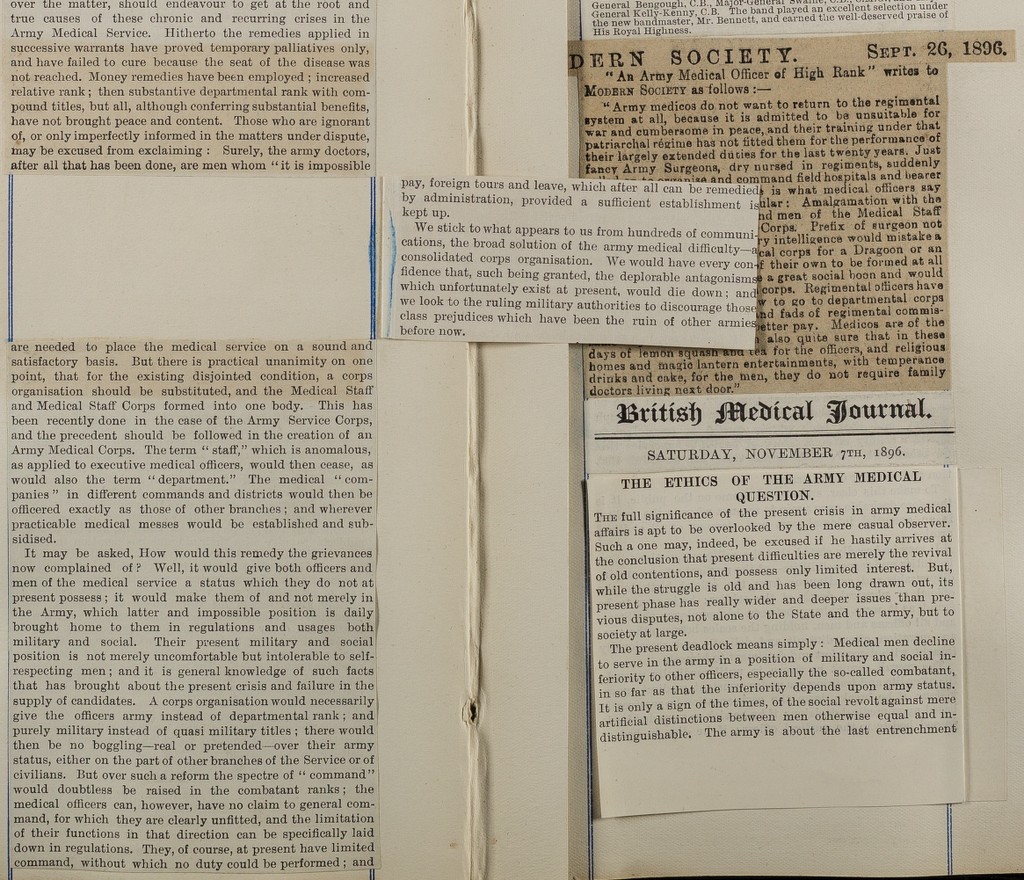 over the matter, should endeavour to get at the root and
true causes of these chronic and recurring crises in the
Army Medical Service. Hitherto the remedies applied in
successive warrants have proved temporary palliatives only,
and have failed to cure because the seat of the disease was
not reached. Money remedies have been employed; increased
relative rank; then substantive departmental rank with com-
pound titles, but all, although conferring substantial benefits,
have not brought peace and content. Those who are ignorant
of, or only imperfectly informed in the matters under dispute,
may be excused from exclaiming: Surely, the army doctors,
after all that has been done, are men whom "it is impossible
are needed to place the medical service on a sound and
satisfactory basis. But there is practical unanimity on one
point, that for the existing disjointed condition, a corps
organisation should be substituted, and the Medical Staff
and Medical Staff Corps formed into one body. This has
been recently done in the case of the Army Service Corps,
and the precedent should be followed in the creation of an
Army Medical Corps. The term "staff," which is anomalous,
as applied to executive medical officers, would then cease, as
would also the term "department." The medical "com-
panies" in different commands and districts would then be
officered exactly as those of other branches; and wherever
practicable medical messes would be established and sub-
sidised.
It may be asked, How would this remedy the grievances
now complained of? Well, it would give both officers and
men of the medical service a status which they do not at
present possess; it would make them of and not merely in
the Army, which latter and impossible position is daily
brought home to them in regulations and usages both
military and social. Their present military and social
position is not merely uncomfortable but intolerable to self-
respecting men; and it is general knowledge of such facts
that has brought about the present crisis and failure in the
supply of candidates. A corps organisation would necessarily
give the officers army instead of departmental rank; and
purely military instead of quasi military titles; there would
then be no boggling—real or pretended—over their army
status, either on the part of other branches of the Service or of
civilians. But over such a reform the spectre of "command"
would doubtless be raised in the combatant ranks; the
medical officers can, however, have no claim to general com-
mand, for which they are clearly unfitted, and the limitation
of their functions in that direction can be specifically laid
down in regulations. They, of course, at present have limited
command, without which no duty could be performed; and
pay, foreign tours and leave, which after all can be remedied
by administration, provided a sufficient establishment is
kept up.
We stick to what appears to us from hundreds of communi-
cations, the broad solution of the army medical difficulty—a
consolidated corps organisation. We would have every con-
fidence that, such being granted, the deplorable antagonisms
which unfortunately exist at present, would die down; and
we look to the ruling military authorities to discourage those
class prejudices which have been the ruin of other armies
before now.
General Bengough, C.B., Major-General
General Kelly-Kenny, C.B. The band played an excellent selection under
the new bandmaster, Mr. Bennett, and earned the well-deserved praise of
His Royal Highness.
DERN SOCIETY. SEPT. 26, 1896.
"An Army Medical Officer of High Rank" writes to
MODERN SOCIETY as follows:—
"Army medicos do not want to return to the regimental
system at all, because it is admitted to be unsuitable for
war and cumbersome in peace, and their training under that
patriarchal régime has not fitted them for the performance of
their largely extended duties for the last twenty years. Just
fancy Army Surgeons, dry nursed in regiments, suddenly
and command field hospitals and bearer
is what medical officers say
ular: Amalgamation with the
nd men of the Medical Staff
Corps. Prefix of surgeon not
ry intelligence would mistake a
cal corps for a Dragoon or an
f their own to be formed at all
a great social boon and would
corps. Regimental officers have
w to go to departmental corps
nd fads of regimental commis-
etter pay. Medicos are of the
also quite sure that in these
days of lemon squash and tea for the officers, and religious
homes and magic lantern entertainments, with temperance
drinks and cake, for the men, they do not require family
doctors living next door."
British Medical Journal.
SATURDAY, NOVEMBER 7TH, 1896.
THE ETHICS OF THE ARMY MEDICAL
QUESTION.
THE full significance of the present crisis in army medical
affairs is apt to be overlooked by the mere casual observer.
Such a one may, indeed, be excused if he hastily arrives at
the conclusion that present difficulties are merely the revival
of old contentions, and possess only limited interest. But,
while the struggle is old and has been long drawn out, its
present phase has really wider and deeper issues than pre-
vious disputes, not alone to the State and the army, but to
society at large.
The present deadlock means simply: Medical men decline
to serve in the army in a position of military and social in-
feriority to other officers, especially the so-called combatant,
in so far as that the inferiority depends upon army status.
It is only a sign of the times, of the social revolt against mere
artificial distinctions between men otherwise equal and in-
distinguishable. The army is about the last entrenchment